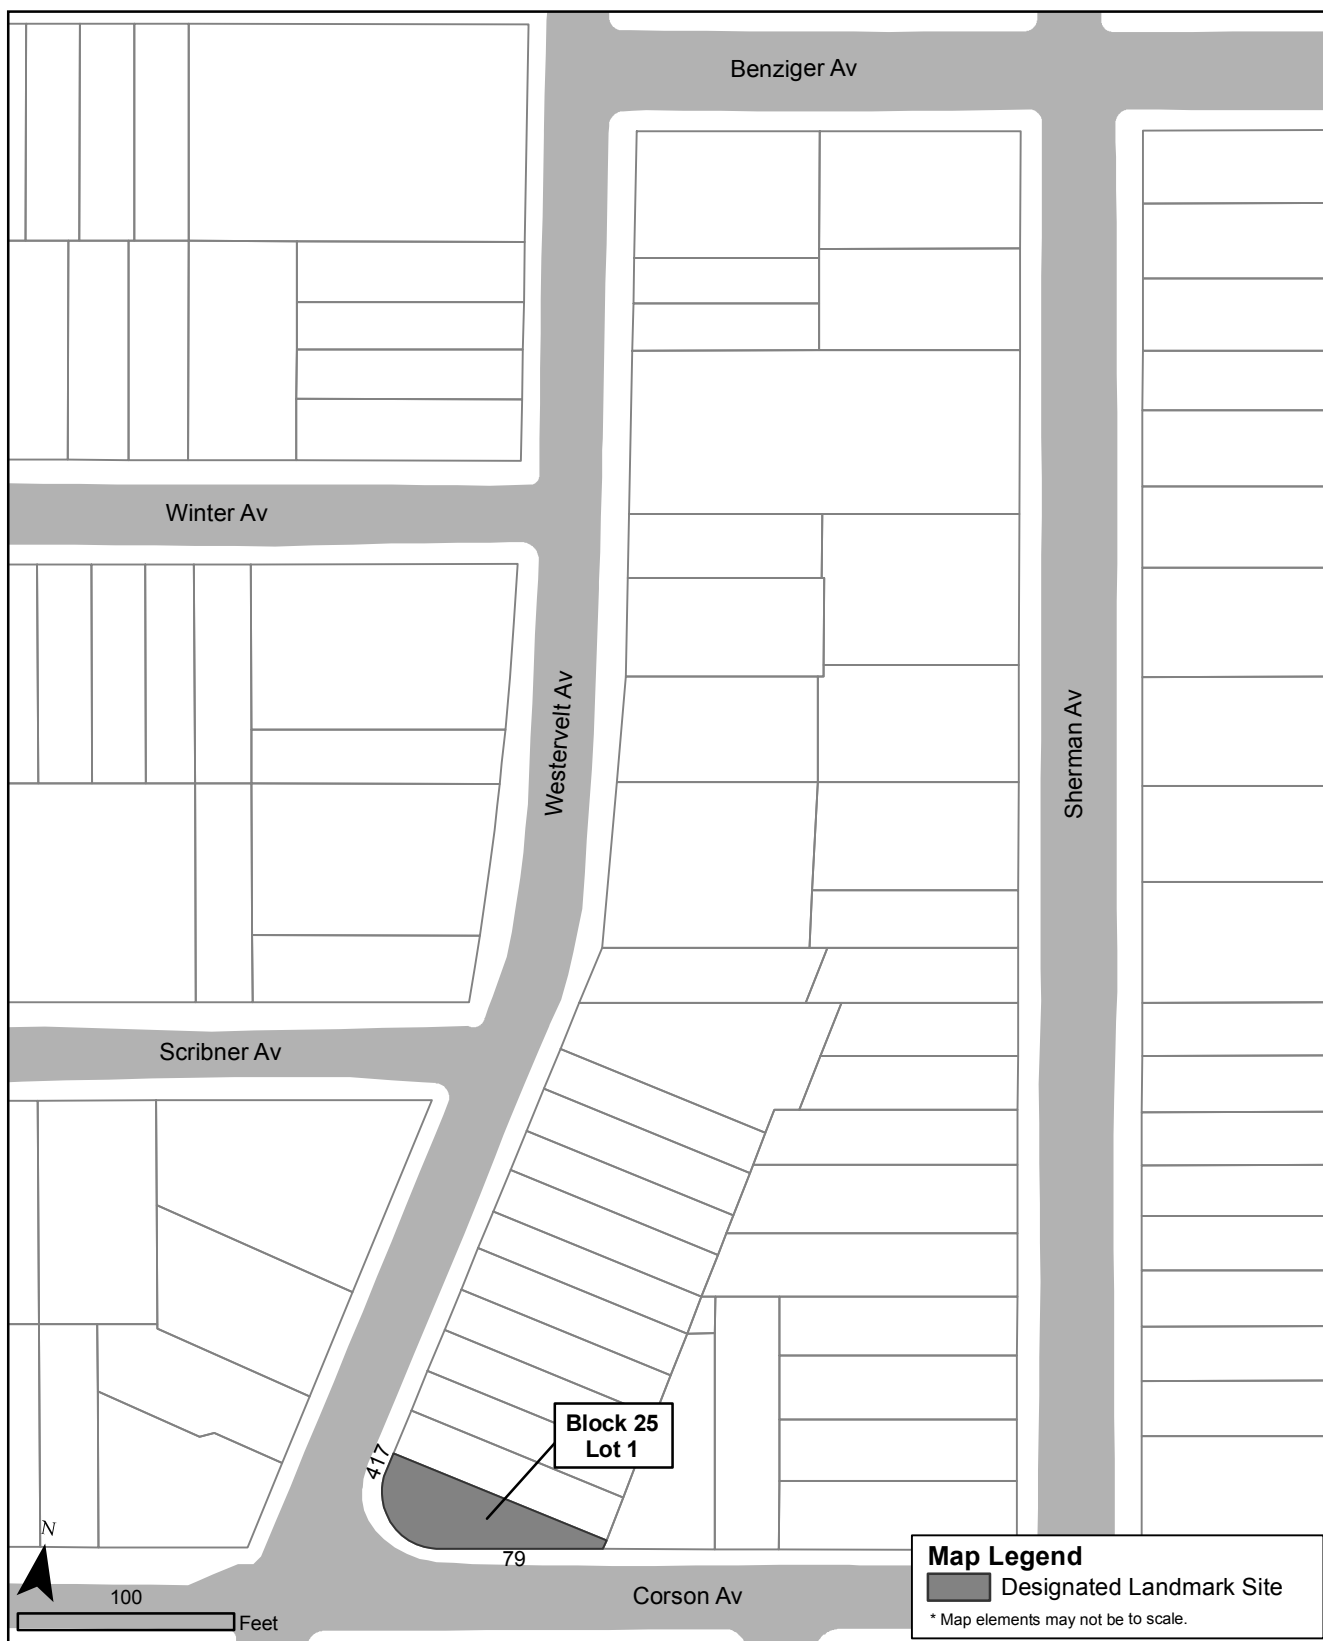 Benziger Av
Winter Av
Westervelt Av
Sherman Av
Scribner Av
Block 25
Lot 1
417
79
N
100
Feet
Corson Av
Map Legend
Designated Landmark Site
* Map elements may not be to scale.